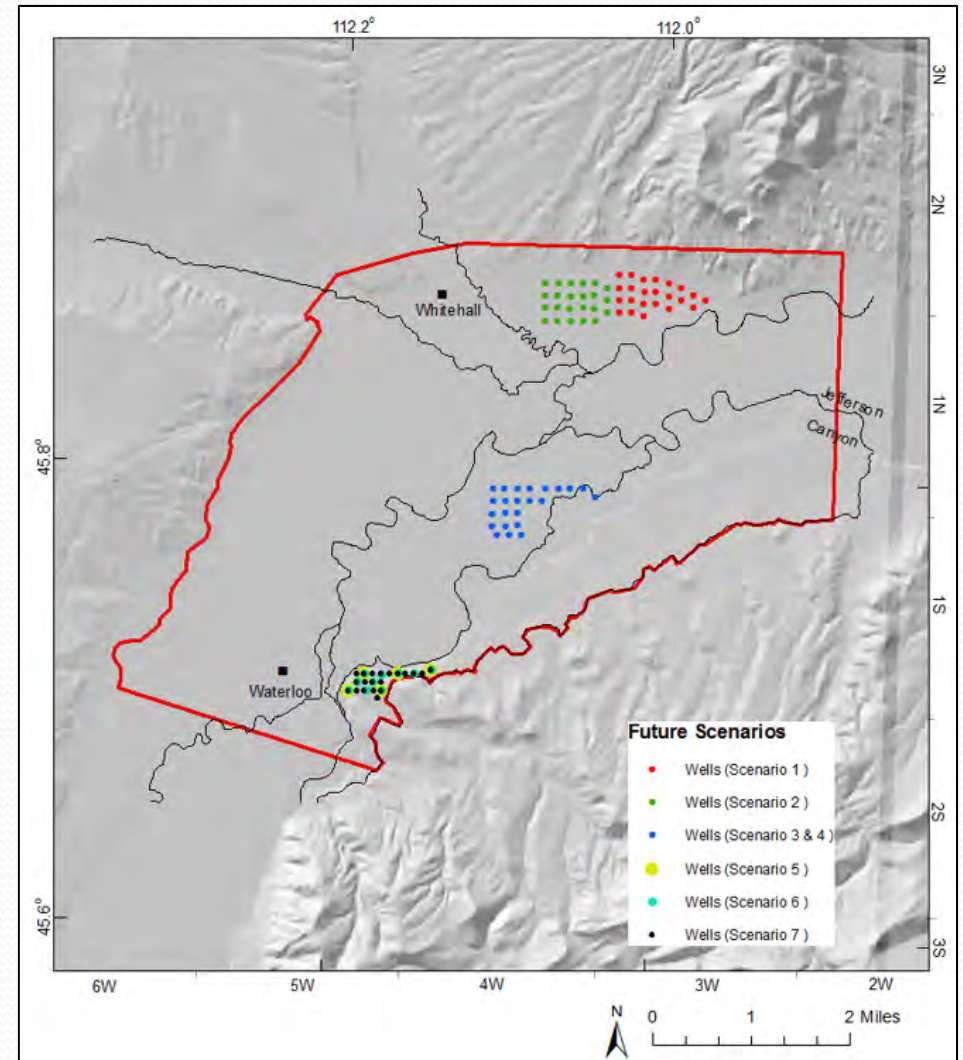 112.2°
112.0°
3N
2N
Whitehall
1N
Jefferson
Canyon
45.8°
1S
Waterloo
Future Scenarios
Wells (Scenario 1 )
Wells (Scenario 2 )
Wells (Scenario 3 & 4 )
Wells (Scenario 5 )
Wells (Scenario 6 )
Wells (Scenario 7 )
2S
45.6°
3S
6W
5W
4W
3W
2W
N
0
1
2 Miles